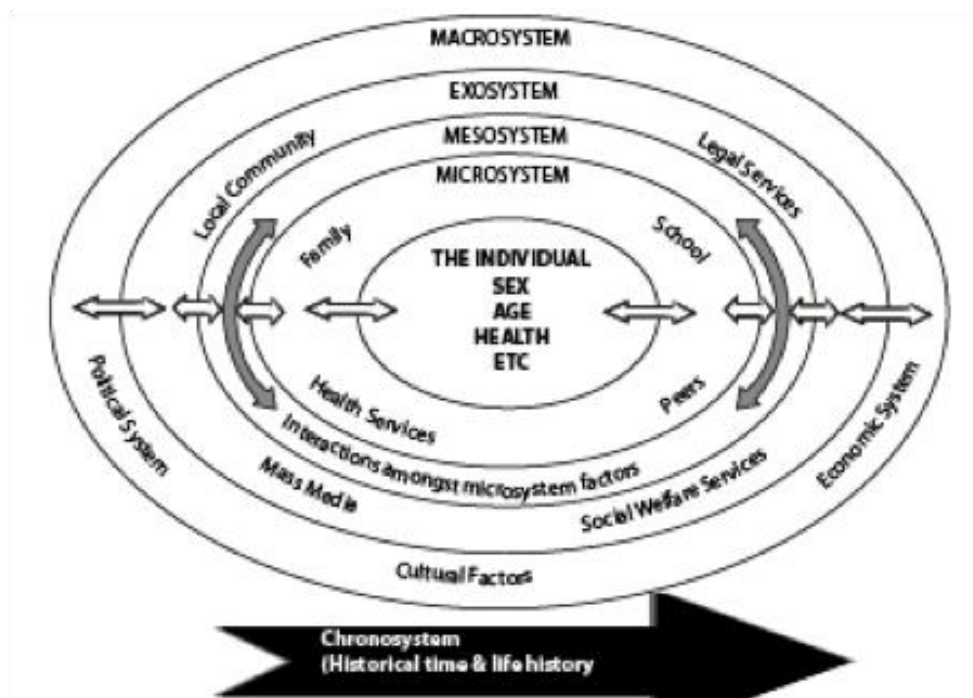 MACROSYSTEM
EXOSYSTEM
MESOSYSTEM
MICROSYSTEM
Local Community
Legal Services
Family
School
THE INDIVIDUAL
SEX
AGE
HEALTH
ETC
Health Services
Peers
Interactions amongst microsystem factors
Political System
Economic System
Mass Media
Social Welfare Services
Cultural Factors
Chronosystem
(Historical time & life history